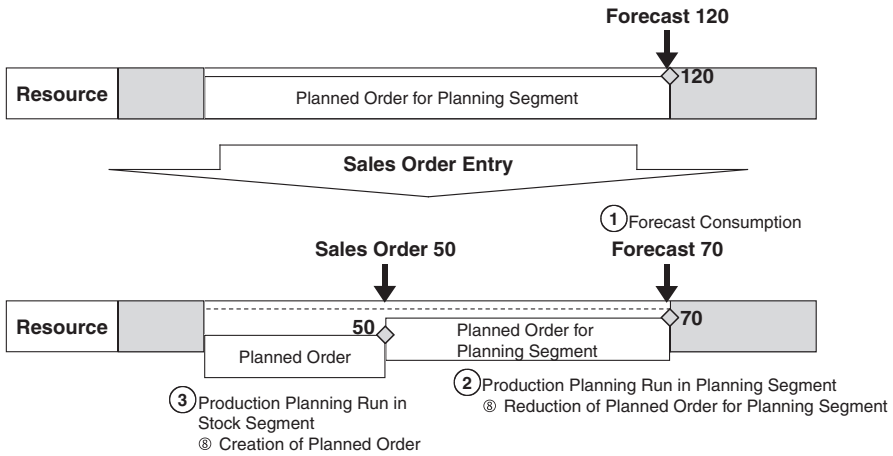 Forecast 120
120
Resource
Planned Order for Planning Segment
Sales Order Entry
1 Forecast Consumption
Sales Order 50
Forecast 70
Resource
50
Planned Order for
Planning Segment
70
Planned Order
2 Production Planning Run in Planning Segment
⑧ Reduction of Planned Order for Planning Segment
3 Production Planning Run in
Stock Segment
⑧ Creation of Planned Order